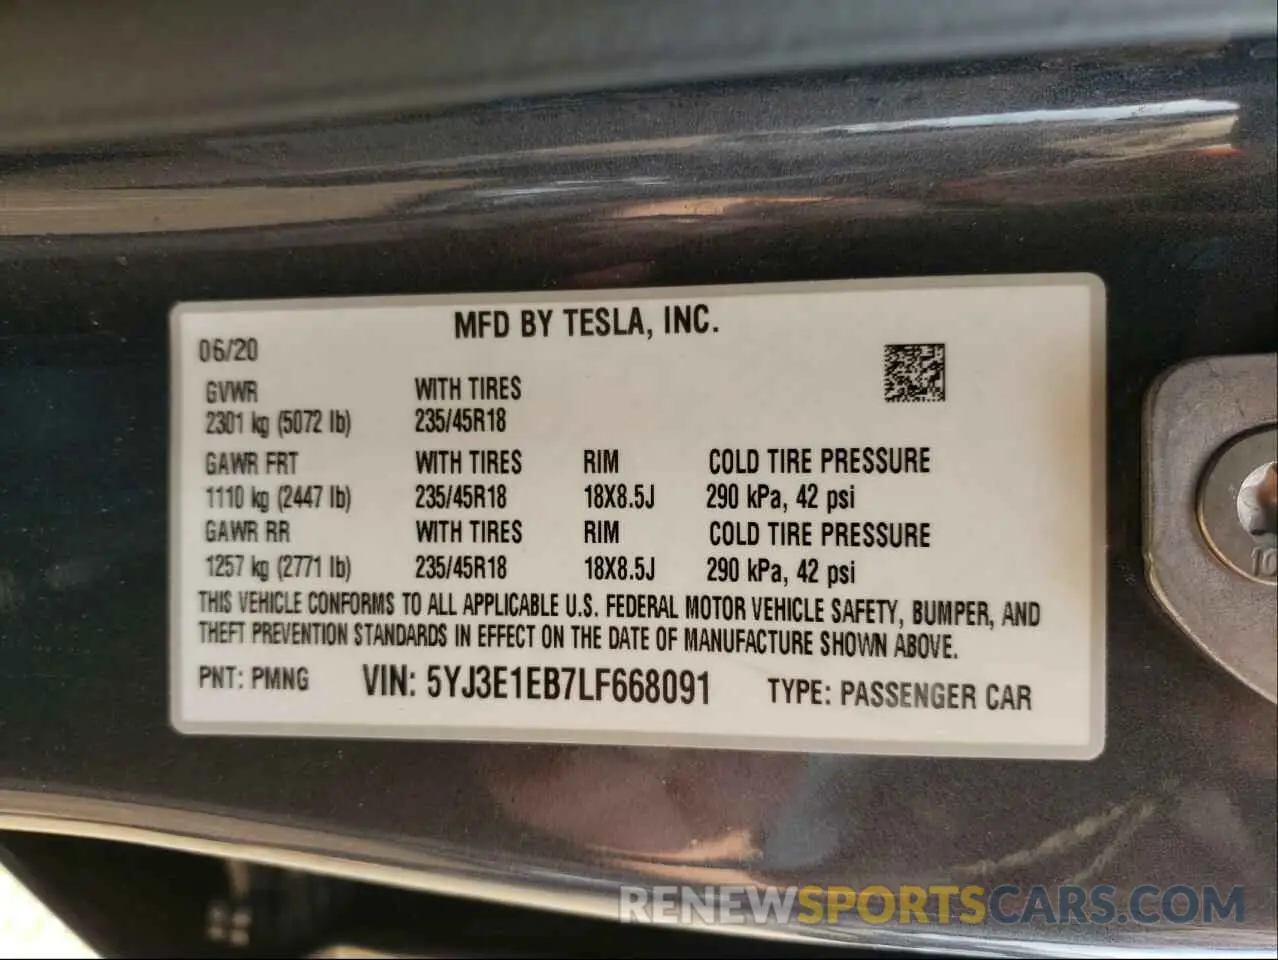 MFD BY TESLA, INC.
06/20
GVWR WITH TIRES
2301 kg (5072 lb) 235/45R18
GAWR FRT WITH TIRES RIM COLD TIRE PRESSURE
1110 kg (2447 lb) 235/45R18 18X8.5J 290 kPa, 42 psi
GAWR RR WITH TIRES RIM COLD TIRE PRESSURE
1257 kg (2771 lb) 235/45R18 18X8.5J 290 kPa, 42 psi
THIS VEHICLE CONFORMS TO ALL APPLICABLE U.S. FEDERAL MOTOR VEHICLE SAFETY, BUMPER, AND
THEFT PREVENTION STANDARDS IN EFFECT ON THE DATE OF MANUFACTURE SHOWN ABOVE.
PNT: PMNG VIN: 5YJ3E1EB7LF668091 TYPE: PASSENGER CAR
10
RENEWSPORTSCARS.COM